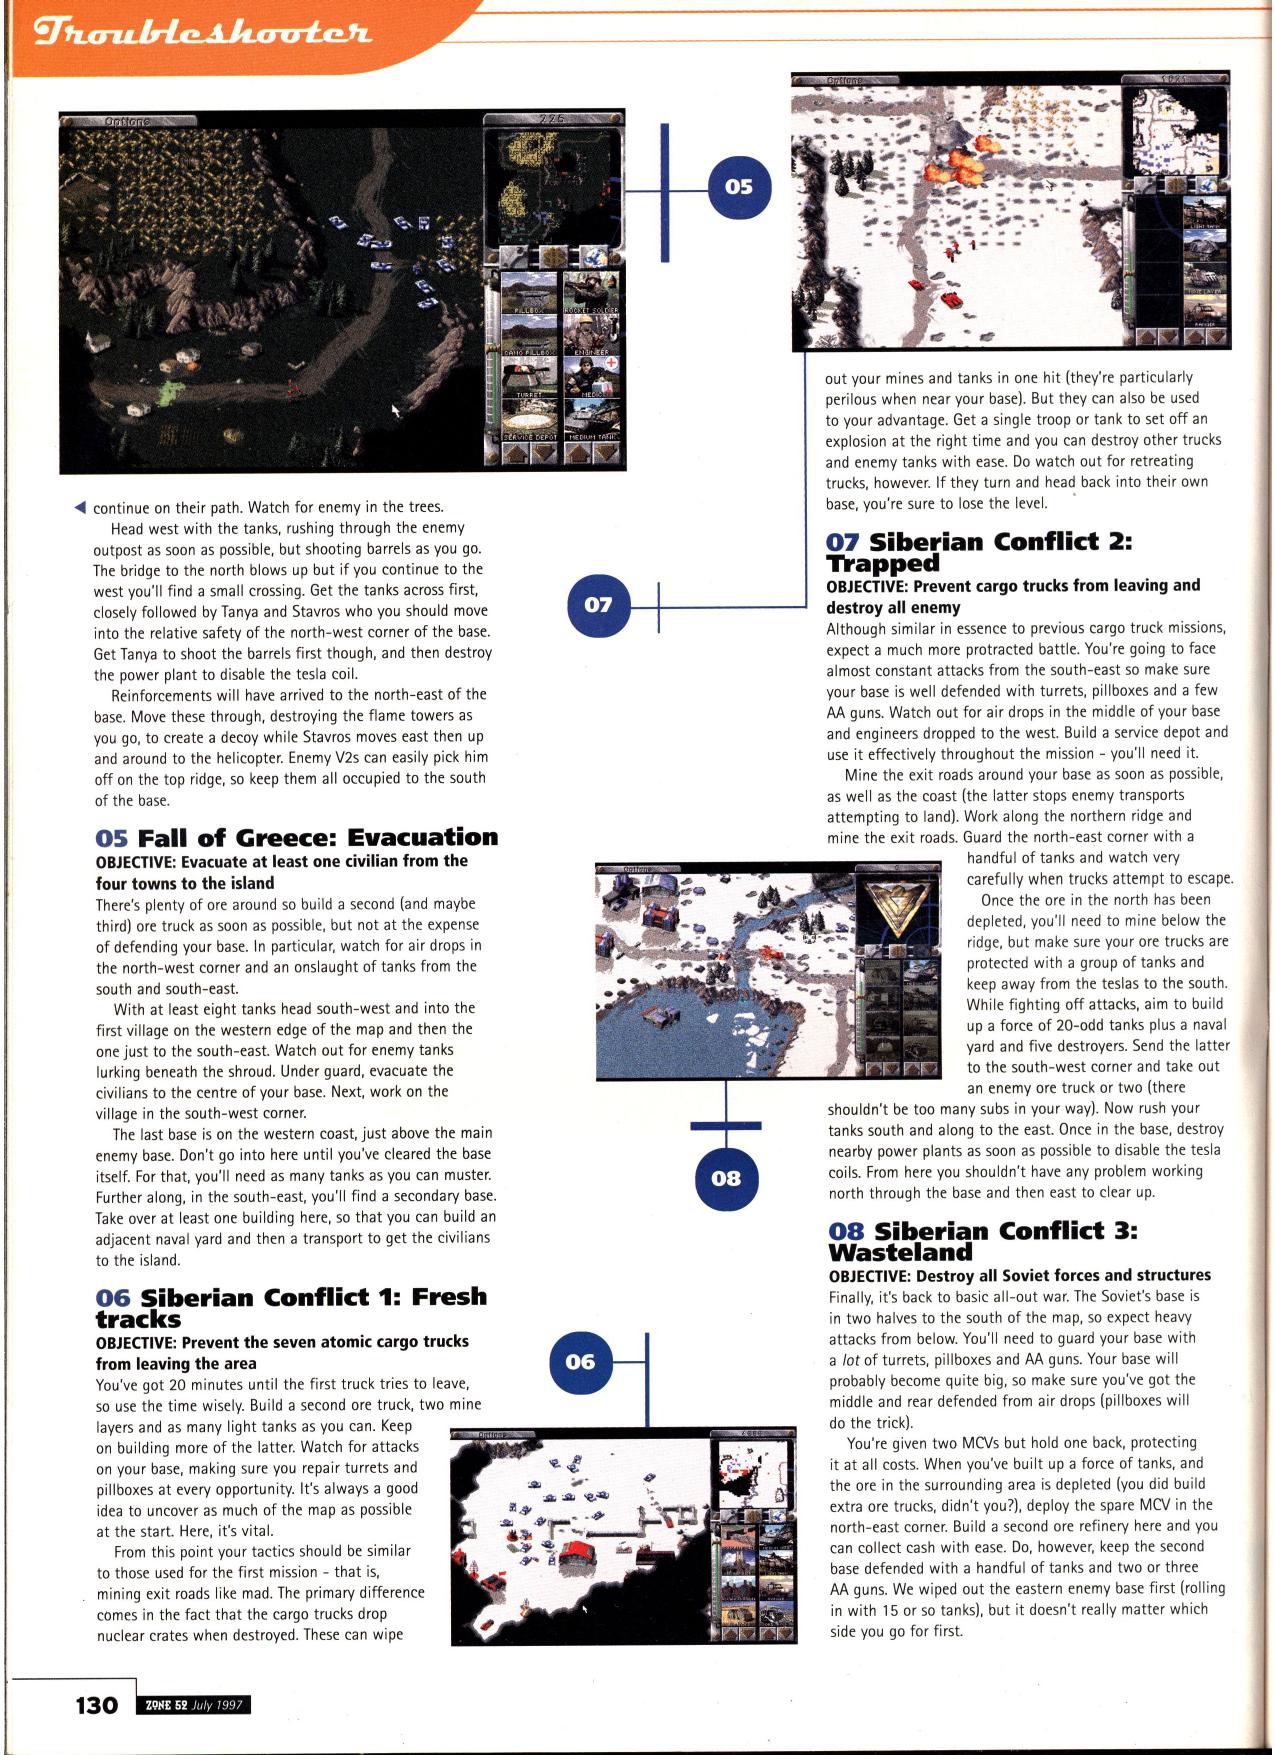 Troubleshooter
Options
226
PILLBOX
ROCKET SOLDIER
CAMO PILLBOX
ENGINEER
TURRET
MEDIC
SERVICE DEPOT
MEDIUM TANK
05
Options
LIGHT TANK
RANGER
continue on their path. Watch for enemy in the trees.
Head west with the tanks, rushing through the enemy
outpost as soon as possible, but shooting barrels as you go.
The bridge to the north blows up but if you continue to the
west you'll find a small crossing. Get the tanks across first,
closely followed by Tanya and Stavros who you should move
into the relative safety of the north-west corner of the base.
Get Tanya to shoot the barrels first though, and then destroy
the power plant to disable the tesla coil.
Reinforcements will have arrived to the north-east of the
base. Move these through, destroying the flame towers as
you go, to create a decoy while Stavros moves east then up
and around to the helicopter. Enemy V2s can easily pick him
off on the top ridge, so keep them all occupied to the south
of the base.
05 Fall of Greece: Evacuation
OBJECTIVE: Evacuate at least one civilian from the
four towns to the island
There's plenty of ore around so build a second (and maybe
third) ore truck as soon as possible, but not at the expense
of defending your base. In particular, watch for air drops in
the north-west corner and an onslaught of tanks from the
south and south-east.
With at least eight tanks head south-west and into the
first village on the western edge of the map and then the
one just to the south-east. Watch out for enemy tanks
lurking beneath the shroud. Under guard, evacuate the
civilians to the centre of your base. Next, work on the
village in the south-west corner.
The last base is on the western coast, just above the main
enemy base. Don't go into here until you've cleared the base
itself. For that, you'll need as many tanks as you can muster.
Further along, in the south-east, you'll find a secondary base.
Take over at least one building here, so that you can build an
adjacent naval yard and then a transport to get the civilians
to the island.
06 Siberian Conflict 1: Fresh
tracks
OBJECTIVE: Prevent the seven atomic cargo trucks
from leaving the area
You've got 20 minutes until the first truck tries to leave,
so use the time wisely. Build a second ore truck, two mine
layers and as many light tanks as you can. Keep
on building more of the latter. Watch for attacks
on your base, making sure you repair turrets and
pillboxes at every opportunity. It's always a good
idea to uncover as much of the map as possible
at the start. Here, it's vital.
From this point your tactics should be similar
to those used for the first mission - that is,
mining exit roads like mad. The primary difference
comes in the fact that the cargo trucks drop
nuclear crates when destroyed. These can wipe
07
08
06
Options
out your mines and tanks in one hit (they're particularly
perilous when near your base). But they can also be used
to your advantage. Get a single troop or tank to set off an
explosion at the right time and you can destroy other trucks
and enemy tanks with ease. Do watch out for retreating
trucks, however. If they turn and head back into their own
base, you're sure to lose the level.
07 Siberian Conflict 2:
Trapped
OBJECTIVE: Prevent cargo trucks from leaving and
destroy all enemy
Although similar in essence to previous cargo truck missions,
expect a much more protracted battle. You're going to face
almost constant attacks from the south-east so make sure
your base is well defended with turrets, pillboxes and a few
AA guns. Watch out for air drops in the middle of your base
and engineers dropped to the west. Build a service depot and
use it effectively throughout the mission - you'll need it.
Mine the exit roads around your base as soon as possible,
as well as the coast (the latter stops enemy transports
attempting to land). Work along the northern ridge and
mine the exit roads. Guard the north-east corner with a
handful of tanks and watch very
carefully when trucks attempt to escape.
Once the ore in the north has been
depleted, you'll need to mine below the
ridge, but make sure your ore trucks are
protected with a group of tanks and
keep away from the teslas to the south.
While fighting off attacks, aim to build
up a force of 20-odd tanks plus a naval
yard and five destroyers. Send the latter
to the south-west corner and take out
an enemy ore truck or two (there
shouldn't be too many subs in your way). Now rush your
tanks south and along to the east. Once in the base, destroy
nearby power plants as soon as possible to disable the tesla
coils. From here you shouldn't have any problem working
north through the base and then east to clear up.
08 Siberian Conflict 3:
Wasteland
OBJECTIVE: Destroy all Soviet forces and structures
Finally, it's back to basic all-out war. The Soviet's base is
in two halves to the south of the map, so expect heavy
attacks from below. You'll need to guard your base with
a lot of turrets, pillboxes and AA guns. Your base will
probably become quite big, so make sure you've got the
middle and rear defended from air drops (pillboxes will
do the trick).
You're given two MCVs but hold one back, protecting
it at all costs. When you've built up a force of tanks, and
the ore in the surrounding area is depleted (you did build
extra ore trucks, didn't you?), deploy the spare MCV in the
north-east corner. Build a second ore refinery here and you
can collect cash with ease. Do, however, keep the second
base defended with a handful of tanks and two or three
AA guns. We wiped out the eastern enemy base first (rolling
in with 15 or so tanks), but it doesn't really matter which
side you go for first.
130
ZONE 52 July 1997